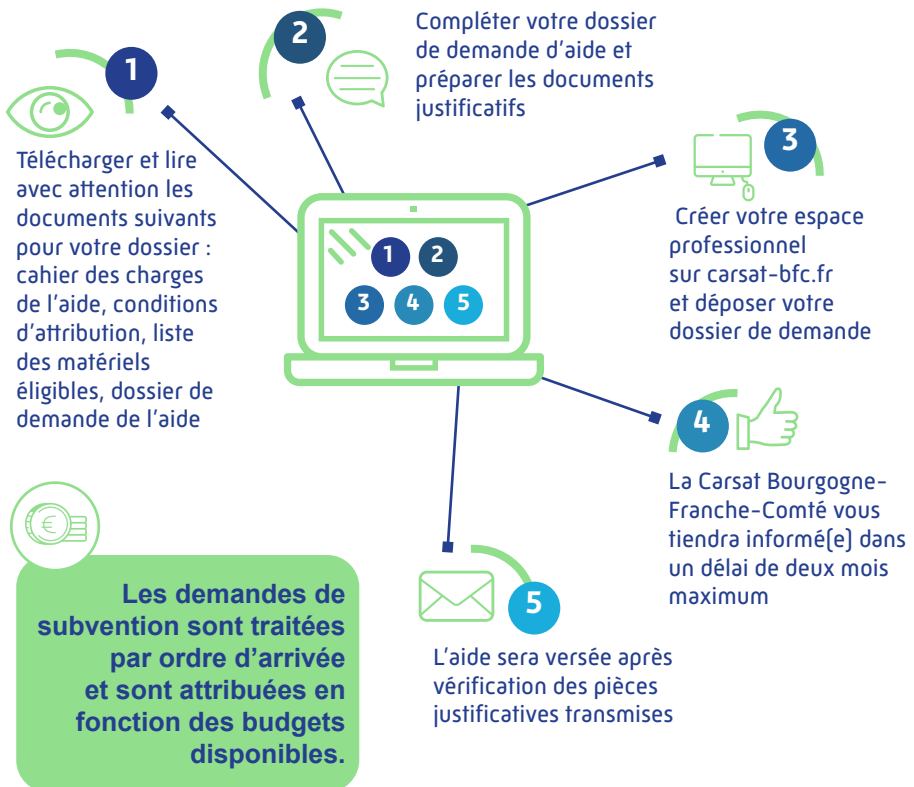 1
Télécharger et lire
avec attention les
documents suivants
pour votre dossier :
cahier des charges
de l'aide, conditions
d'attribution, liste
des matériels
éligibles, dossier de
demande de l'aide
2
Compléter votre dossier
de demande d'aide et
préparer les documents
justificatifs
3
Créer votre espace
professionnel
sur carsat-bfc.fr
et déposer votre
dossier de demande
1 2
3 4 5
4
La Carsat Bourgogne-
Franche-Comté vous
tiendra informé(e) dans
un délai de deux mois
maximum
5
L'aide sera versée après
vérification des pièces
justificatives transmises
€
Les demandes de
subvention sont traitées
par ordre d'arrivée
et sont attribuées en
fonction des budgets
disponibles.